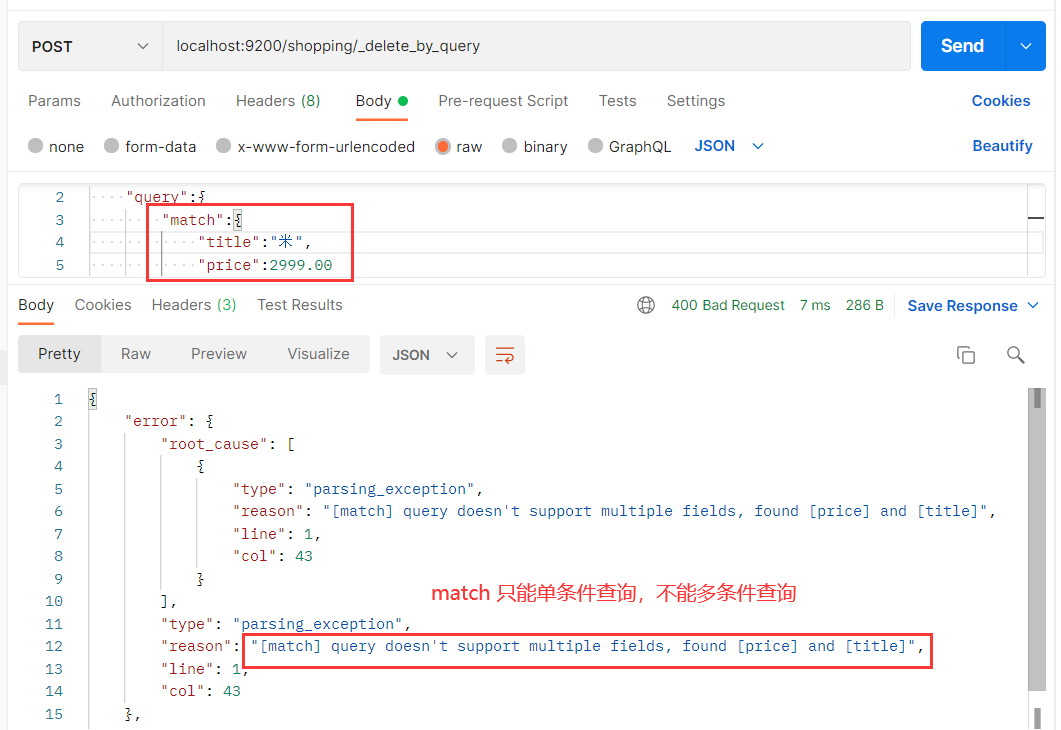 POST localhost:9200/shopping/_delete_by_query Send
Params Authorization Headers (8) Body Pre-request Script Tests Settings Cookies
none form-data x-www-form-urlencoded raw binary GraphQL JSON Beautify
2 "query":{
3 "match":{
4 "title":"米",
5 "price":2999.00
Body Cookies Headers (3) Test Results 400 Bad Request 7 ms 286 B Save Response
Pretty Raw Preview Visualize JSON
1 {
2 "error": {
3 "root_cause": [
4 {
5 "type": "parsing_exception",
6 "reason": "[match] query doesn't support multiple fields, found [price] and [title]",
7 "line": 1,
8 "col": 43
9 }
match 只能单条件查询，不能多条件查询
10 ],
11 "type": "parsing_exception",
12 "reason": "[match] query doesn't support multiple fields, found [price] and [title]",
13 "line": 1,
14 "col": 43
15 },